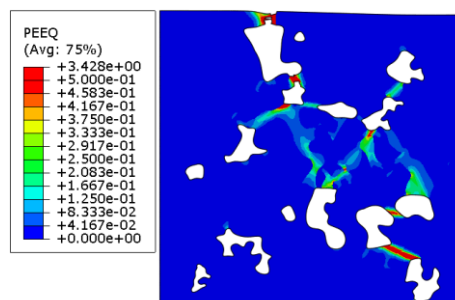 PEEQ
(Avg: 75%)
+3.428e+00
+5.000e-01
+4.583e-01
+4.167e-01
+3.750e-01
+3.333e-01
+2.917e-01
+2.500e-01
+2.083e-01
+1.667e-01
+1.250e-01
+8.333e-02
+4.167e-02
+0.000e+00